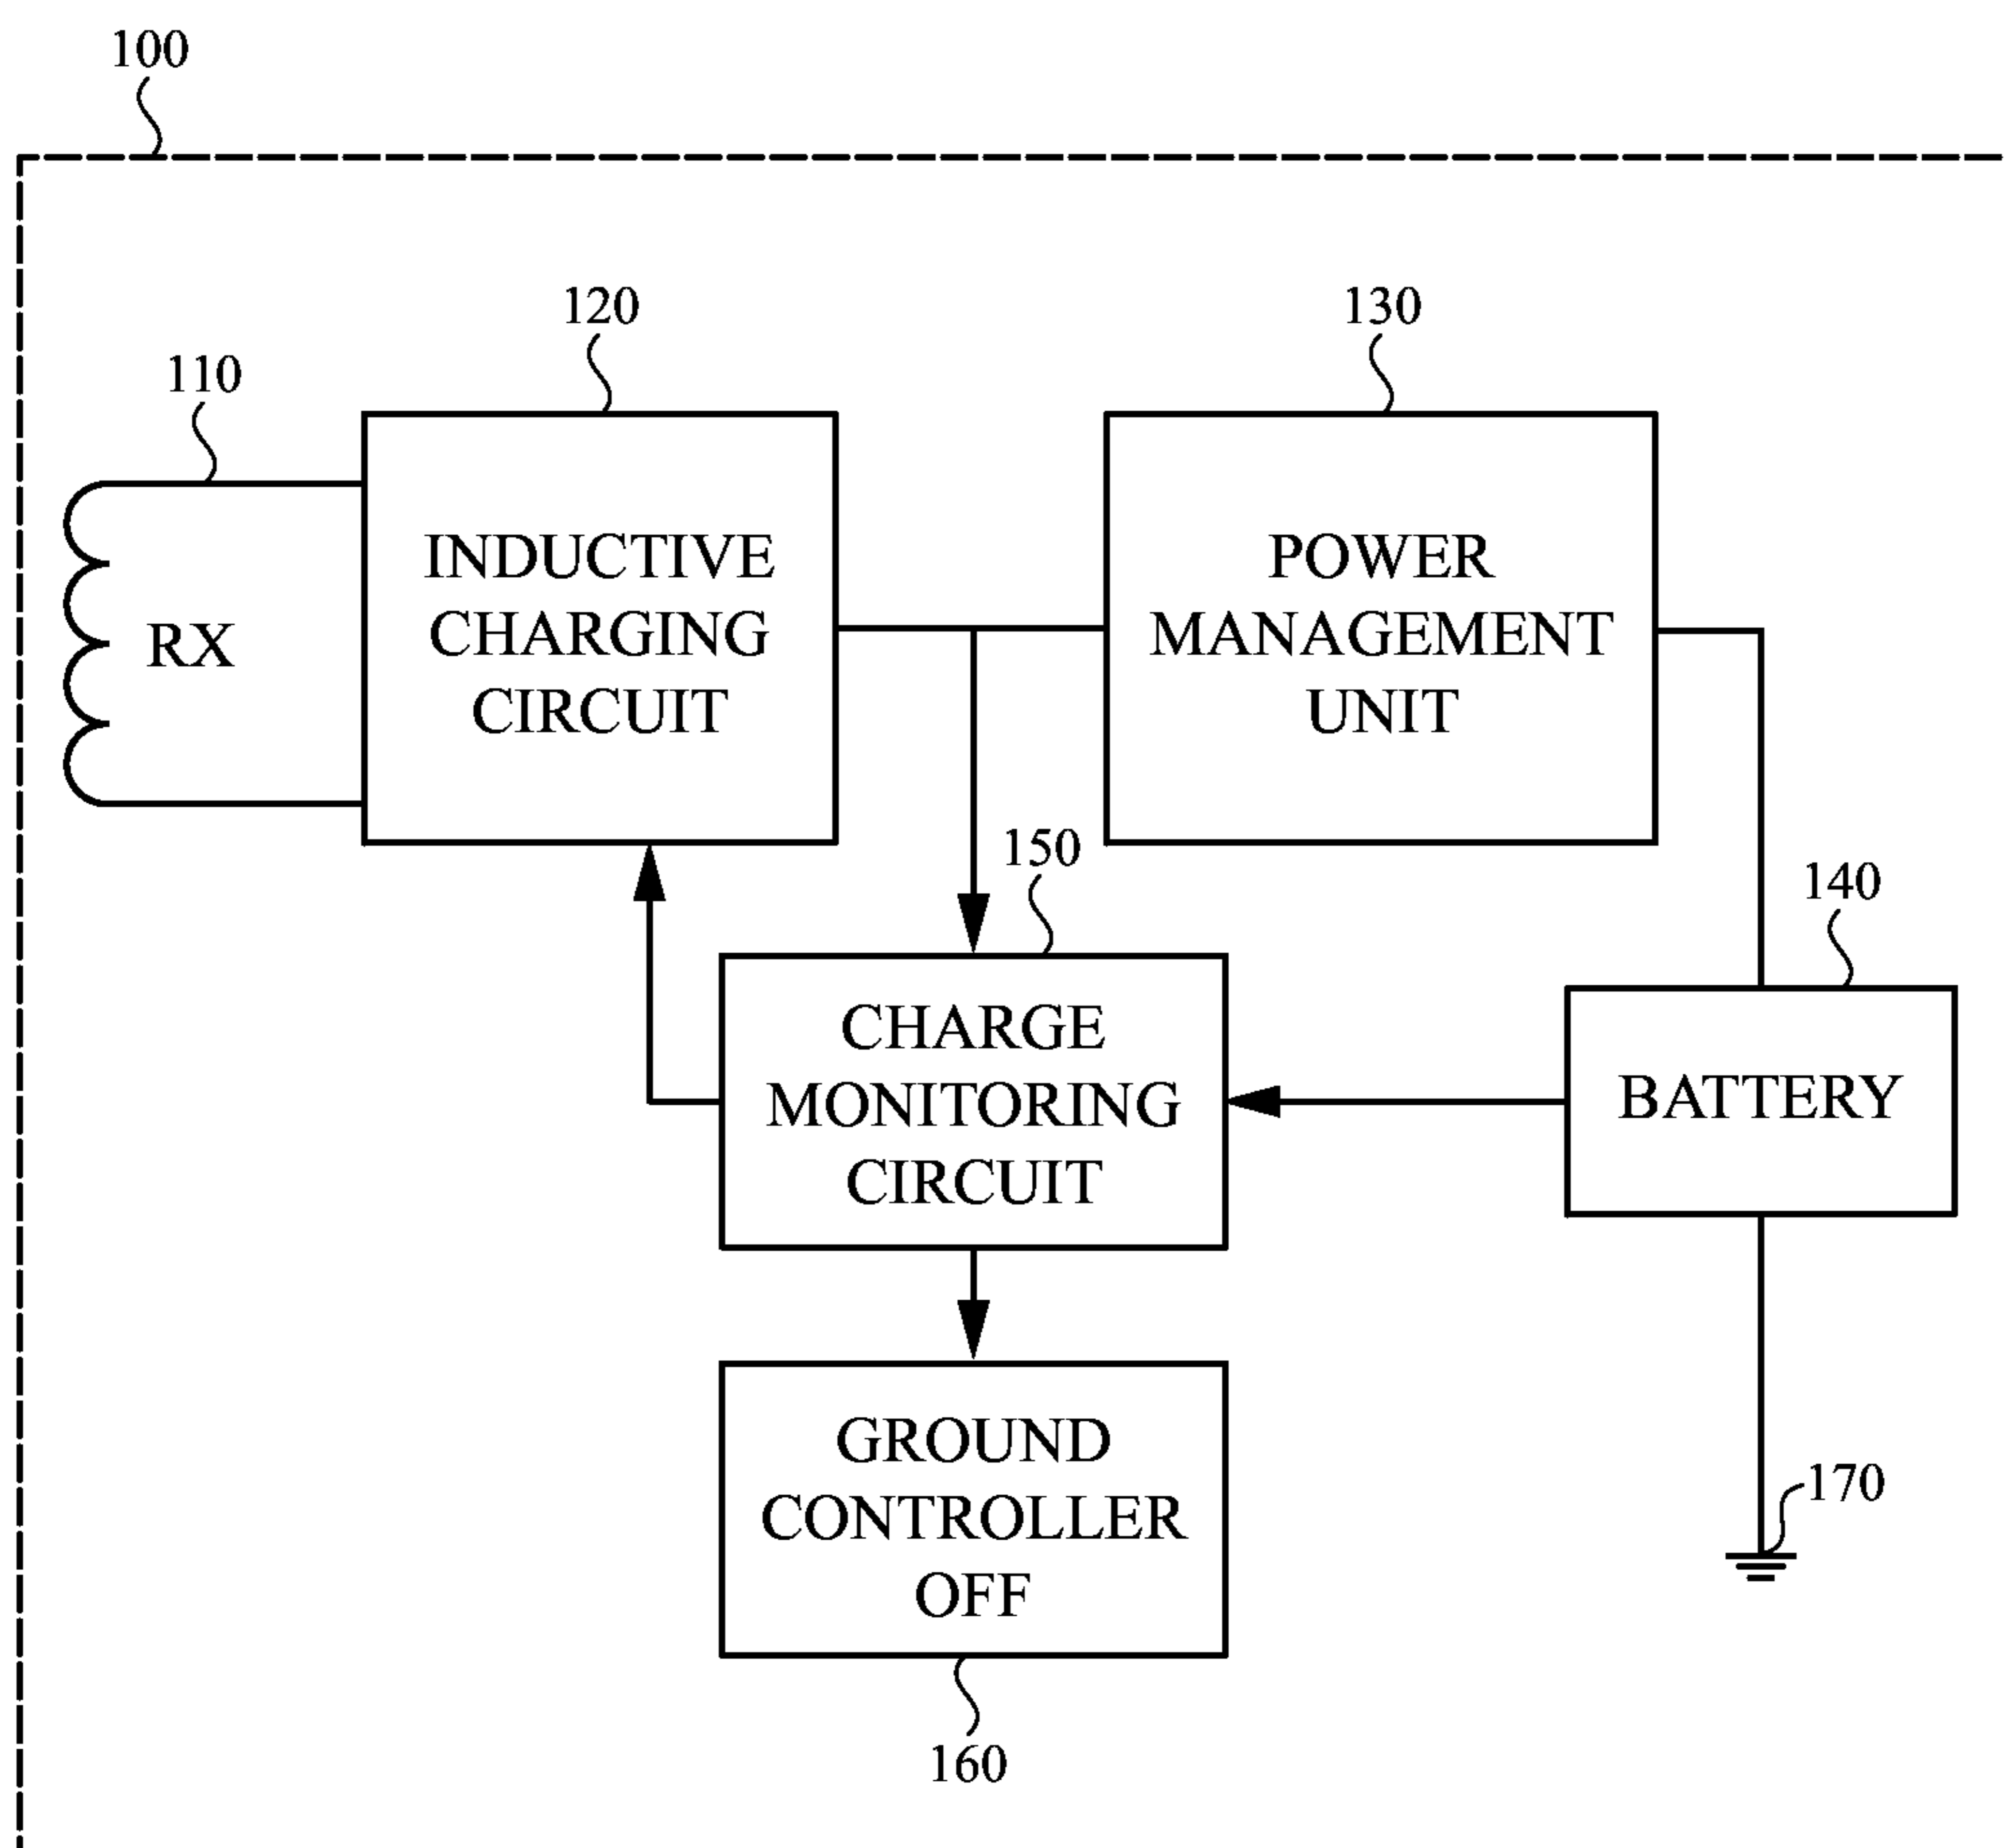 100
120
130
110
INDUCTIVE
CHARGING
CIRCUIT
POWER
MANAGEMENT
UNIT
RX
150
140
CHARGE
MONITORING
CIRCUIT
BATTERY
GROUND
CONTROLLER
OFF
170
160